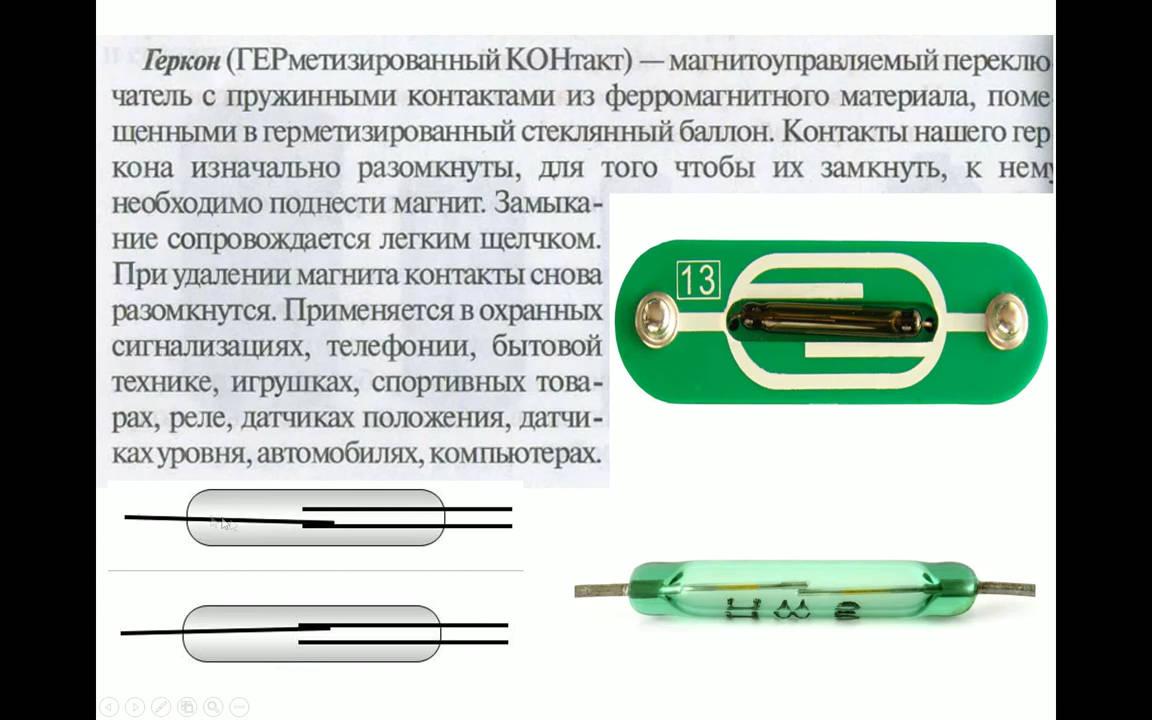 Геркон (ГЕРметизированный КОНтакт) — магнитоуправляемый переклю
чатель с пружинными контактами из ферромагнитного материала, поме-
щенными в герметизированный стеклянный баллон. Контакты нашего гер
кона изначально разомкнуты, для того чтобы их замкнуть, к нему
необходимо поднести магнит. Замыка-
ние сопровождается легким щелчком.
При удалении магнита контакты снова
разомкнутся. Применяется в охранных
сигнализациях, телефонии, бытовой
технике, игрушках, спортивных това-
рах, реле, датчиках положения, датчи-
ках уровня, автомобилях, компьютерах.
13